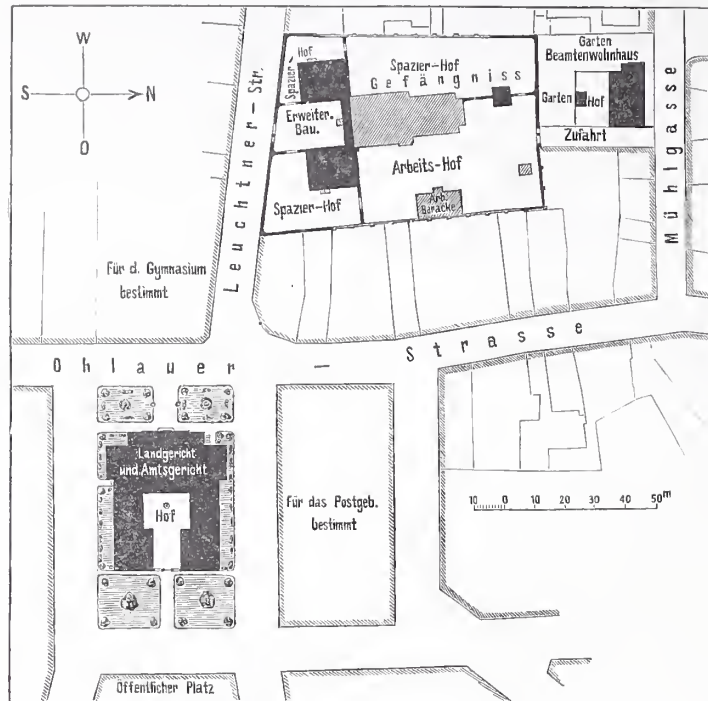 W
S N
O
Leuchtner-Str.
Spazier-Hof
Erweiter.-
Bau.
Spazier-Hof
Spazier-Hof
Gefängniss
Arbeits-Hof
Arb.
Baracke
Garten
Beamtenwohnhaus
Garten
Hof
Zufahrt
Mühlgasse
Für d. Gymnasium
bestimmt
Ohlauer - Strasse
Landgericht
und Amtsgericht
Hof
Für das Postgeb.
bestimmt
10 0 10 20 30 40 50m
Öffentlicher Platz